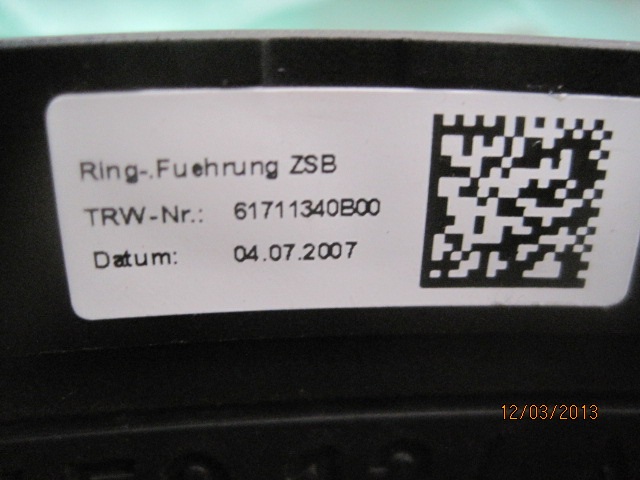 Ring-.Fuehrung ZSB
TRW-Nr.: 61711340B00
Datum: 04.07.2007
12/03/2013